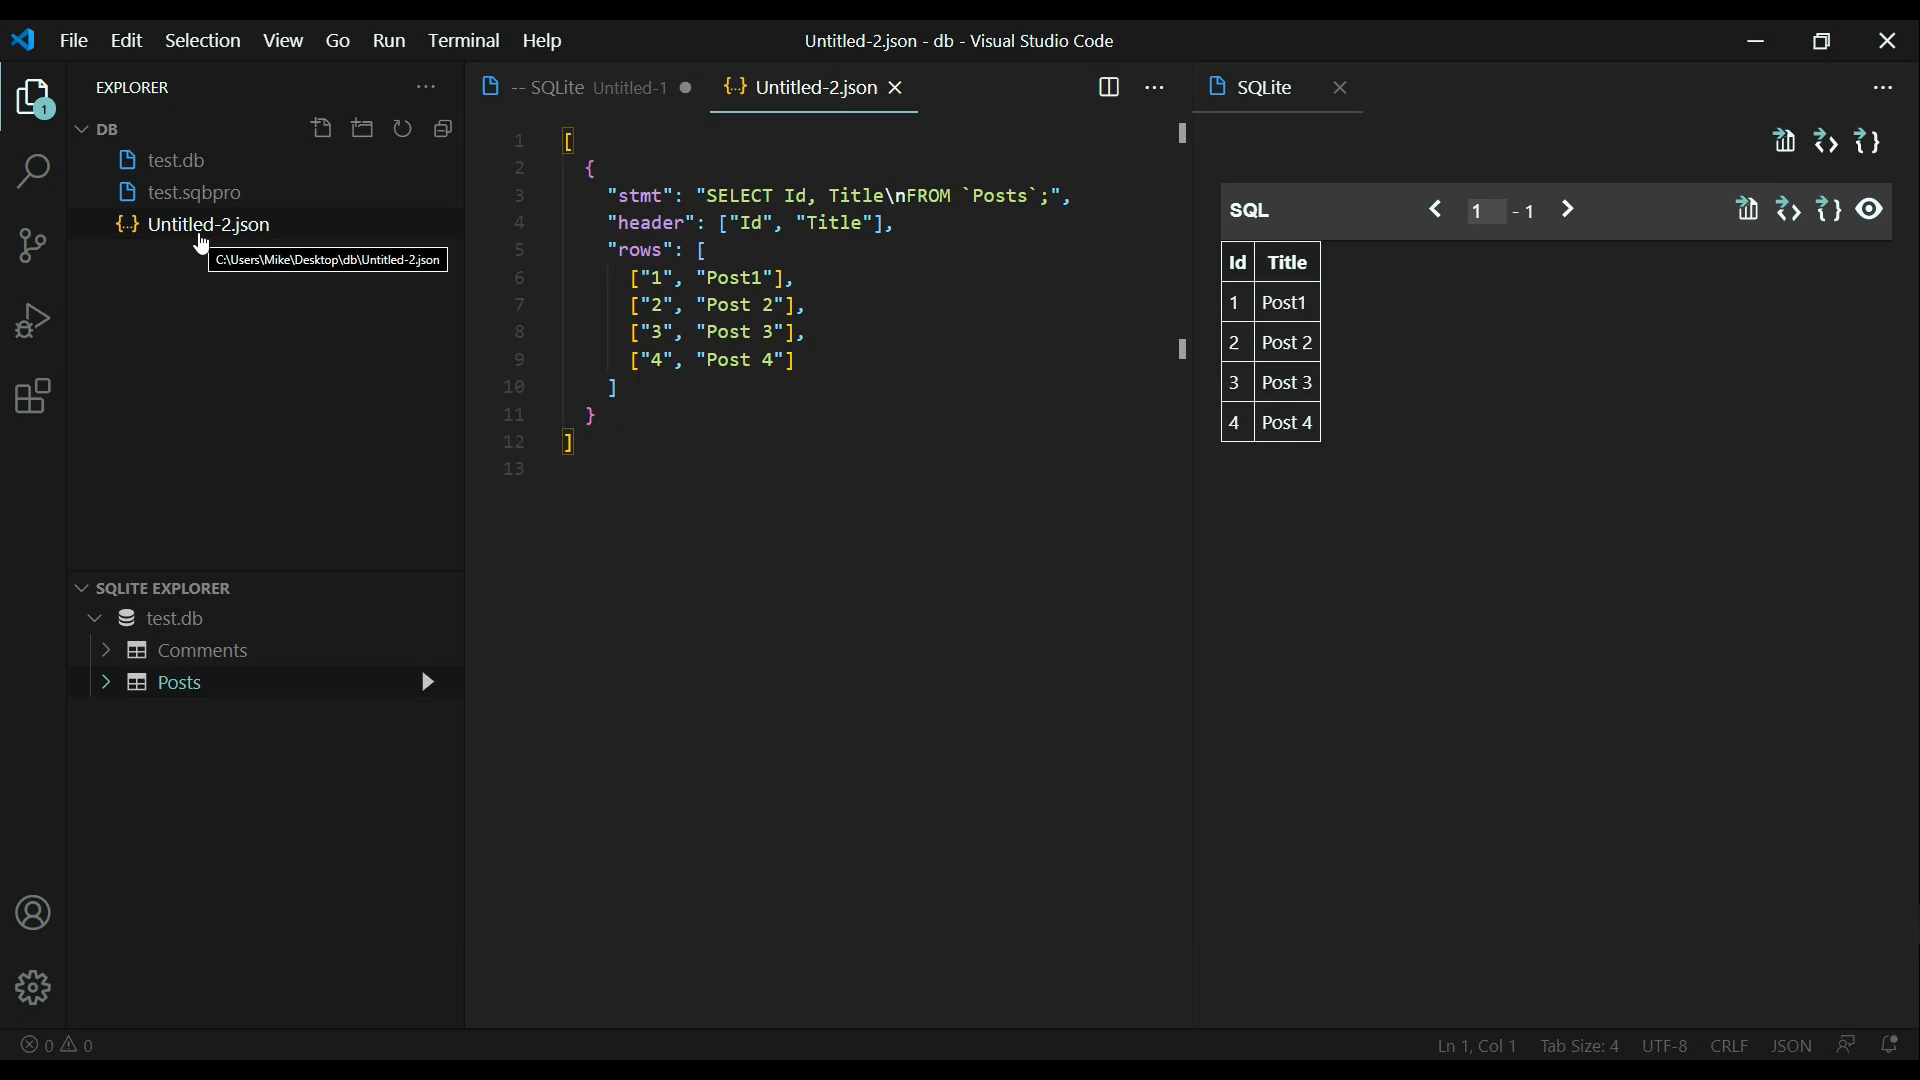 File Edit Selection View Go Run Terminal Help
Untitled-2.json - db - Visual Studio Code
EXPLORER
1
DB
test.db
test.sqbpro
Untitled-2.json
C:\Users\Mike\Desktop\db\Untitled-2.json
SQLITE EXPLORER
test.db
Comments
Posts
-- SQLite Untitled-1
Untitled-2.json
1 [
2 {
3 "stmt": "SELECT Id, Title\nFROM `Posts`;",
4 "header": ["Id", "Title"],
5 "rows": [
6 ["1", "Post1"],
7 ["2", "Post 2"],
8 ["3", "Post 3"],
9 ["4", "Post 4"]
10 ]
11 }
12 ]
13
SQLite
SQL 1 - 1
Id Title
1 Post1
2 Post 2
3 Post 3
4 Post 4
0 0
Ln 1, Col 1 Tab Size: 4 UTF-8 CRLF JSON